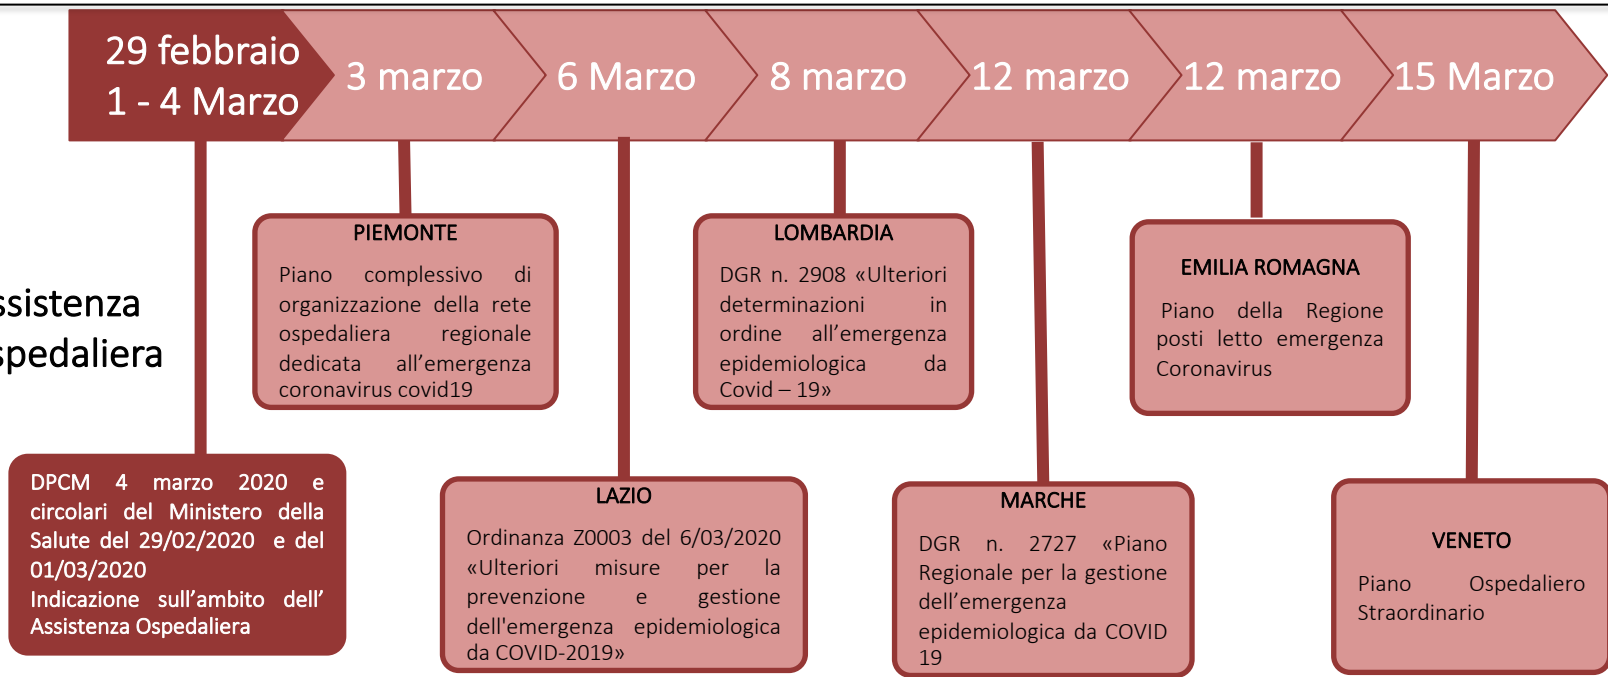 29 febbraio
1 - 4 Marzo
3 marzo
6 Marzo
8 marzo
12 marzo
12 marzo
15 Marzo
ssistenza
spedaliera
PIEMONTE
Piano complessivo di
organizzazione della rete
ospedaliera regionale
dedicata all’emergenza
coronavirus covid19
LOMBARDIA
DGR n. 2908 «Ulteriori
determinazioni in
ordine all’emergenza
epidemiologica da
Covid – 19»
EMILIA ROMAGNA
Piano della Regione
posti letto emergenza
Coronavirus
DPCM 4 marzo 2020 e
circolari del Ministero della
Salute del 29/02/2020 e del
01/03/2020
Indicazione sull’ambito dell’
Assistenza Ospedaliera
LAZIO
Ordinanza Z0003 del 6/03/2020
«Ulteriori misure per la
prevenzione e gestione
dell'emergenza epidemiologica
da COVID-2019»
MARCHE
DGR n. 2727 «Piano
Regionale per la gestione
dell’emergenza
epidemiologica da COVID
19
VENETO
Piano Ospedaliero
Straordinario